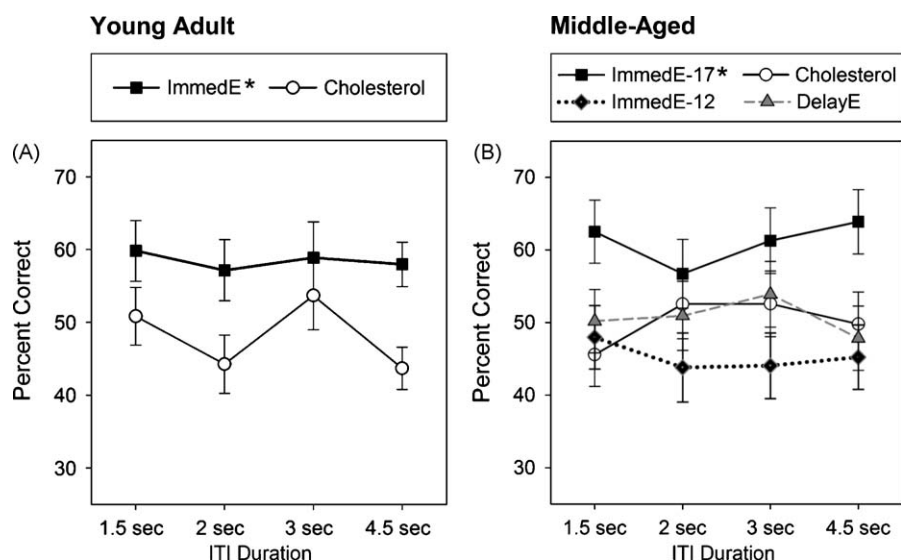 Young Adult
ImmedE* Cholesterol
(A)
70
60
50
40
30
Percent Correct
1.5 sec 2 sec 3 sec 4.5 sec
ITI Duration
Middle-Aged
ImmedE-17* Cholesterol
ImmedE-12 DelayE
(B)
70
60
50
40
30
Percent Correct
1.5 sec 2 sec 3 sec 4.5 sec
ITI Duration